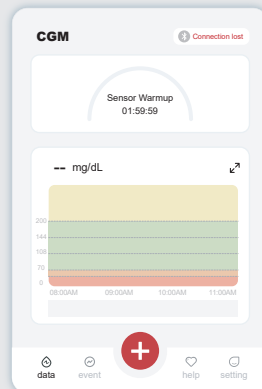 CGM
Connection lost
Sensor Warmup
01:59:59
-- mg/dL
200
144
108
70
0
08:00AM 09:00AM 10:00AM 11:00AM
data event help setting